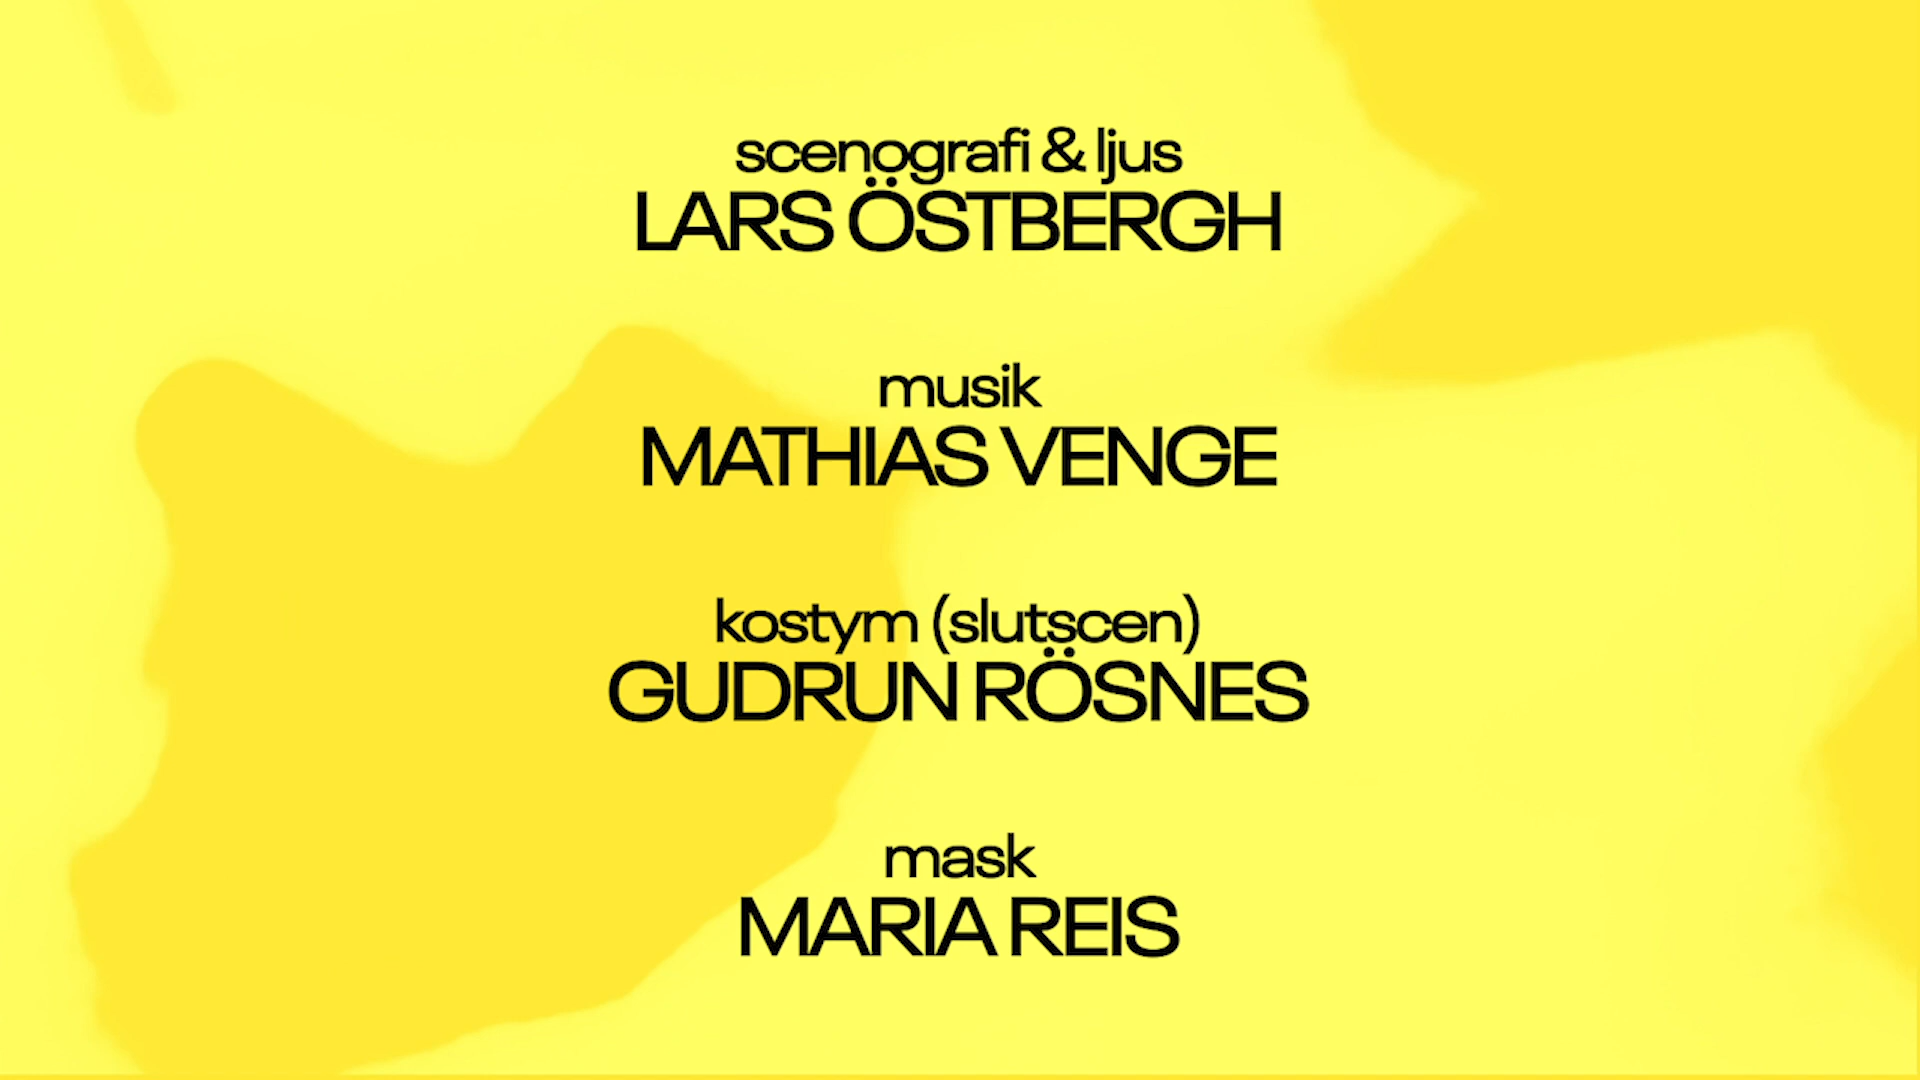 scenografi & ljus
LARS ÖSTBERGH
musik
MATHIAS VENGE
kostym (slutscen)
GUDRUN RÖSNES
mask
MARIA REIS